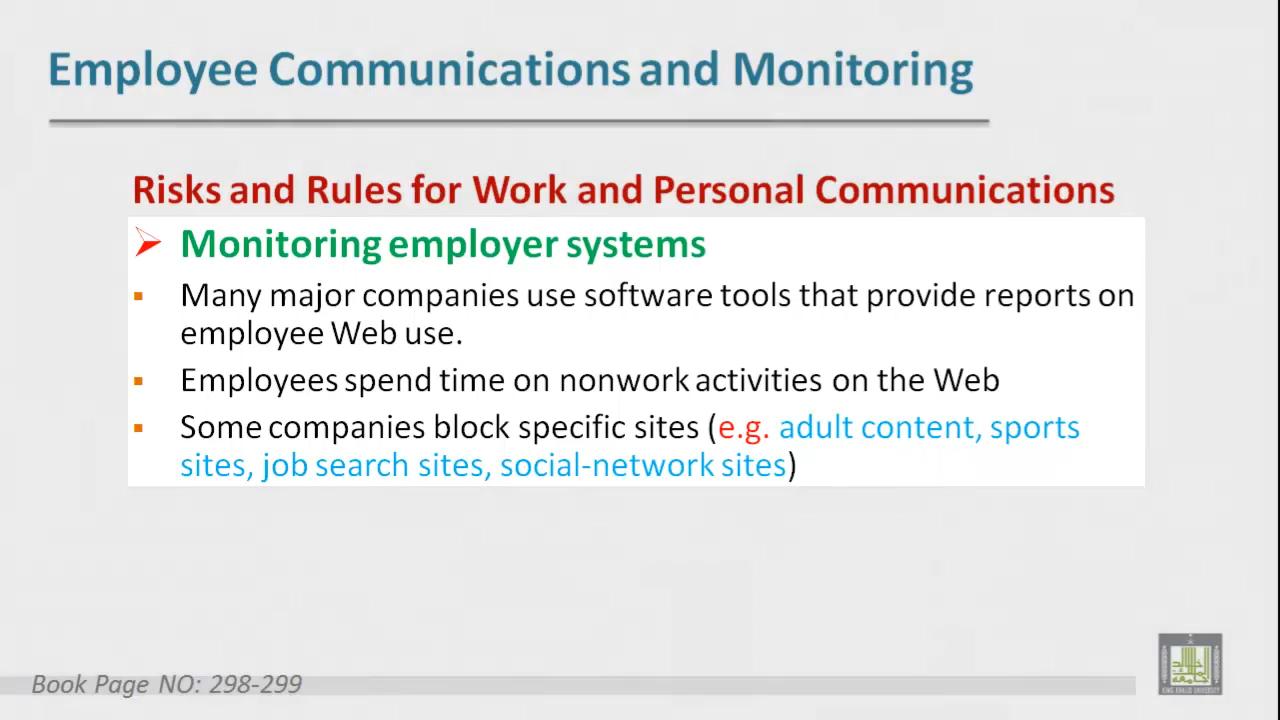 Employee Communications and Monitoring
Risks and Rules for Work and Personal Communications
Monitoring employer systems
Many major companies use software tools that provide reports on
employee Web use.
Employees spend time on nonwork activities on the Web
Some companies block specific sites (e.g. adult content, sports
sites, job search sites, social-network sites)
Book Page NO: 298-299
KING KHALID UNIVERSITY